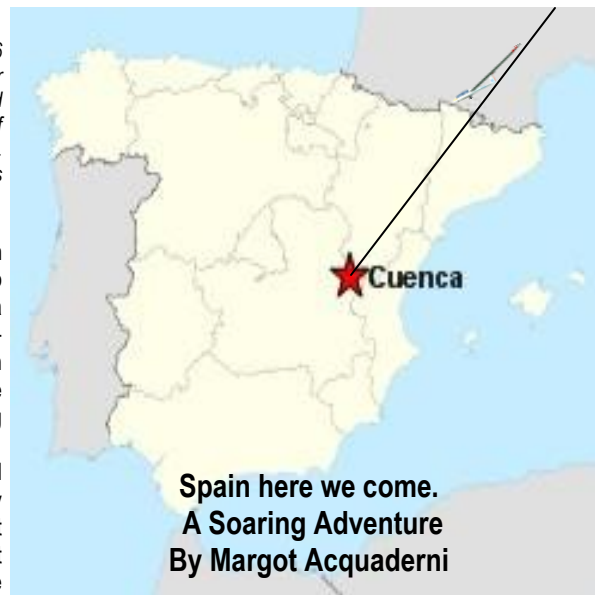 Cuenca
Spain here we come.
A Soaring Adventure
By Margot Acquaderni